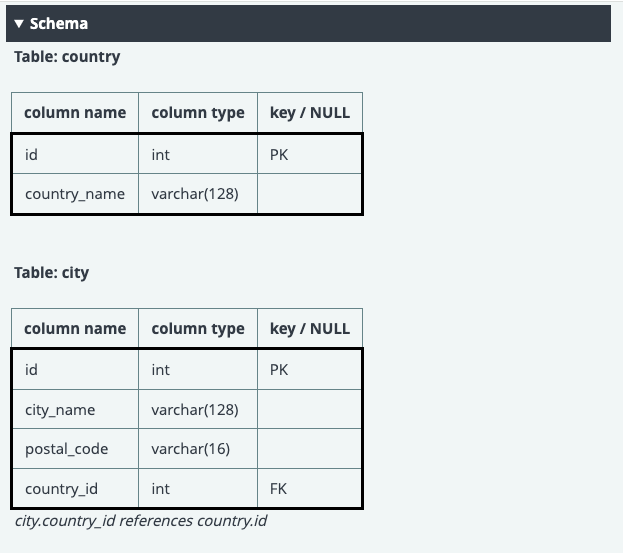 ▼ Schema
Table: country
column name column type key / NULL
id int PK
country_name varchar(128)
Table: city
column name column type key / NULL
id int PK
city_name varchar(128)
postal_code varchar(16)
country_id int FK
city.country_id references country.id